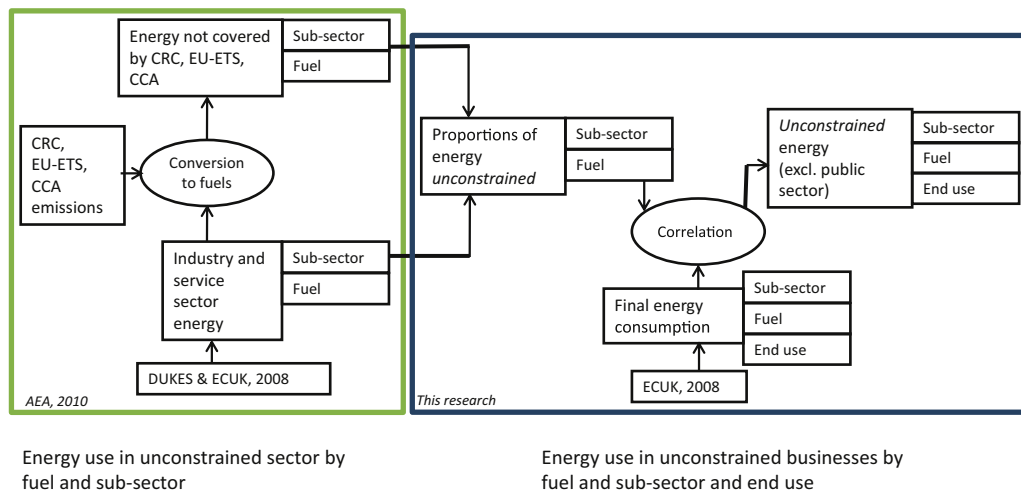 Energy not covered
by CRC, EU-ETS,
CCA
Sub-sector
Fuel
CRC,
EU-ETS,
CCA
emissions
Conversion
to fuels
Industry and
service
sector
energy
Sub-sector
Fuel
DUKES & ECUK, 2008
AEA, 2010
Proportions of
energy
unconstrained
Sub-sector
Fuel
Unconstrained
energy
(excl. public
sector)
Sub-sector
Fuel
End use
Correlation
Final energy
consumption
Sub-sector
Fuel
End use
ECUK, 2008
This research
Energy use in unconstrained sector by
fuel and sub-sector
Energy use in unconstrained businesses by
fuel and sub-sector and end use